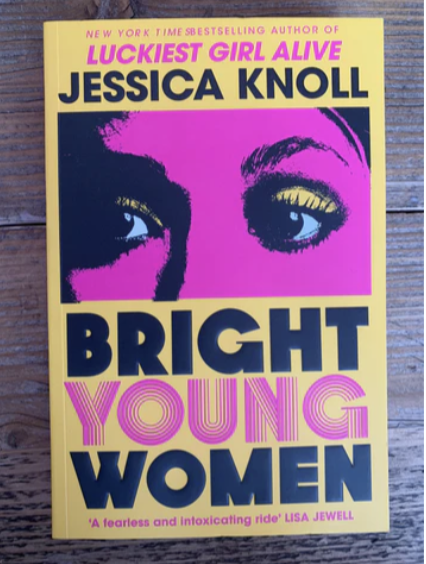 NEW YORK TIMES BESTSELLING AUTHOR OF
LUCKIEST GIRL ALIVE
JESSICA KNOLL
BRIGHT
YOUNG
WOMEN
'A fearless and intoxicating ride' LISA JEWELL